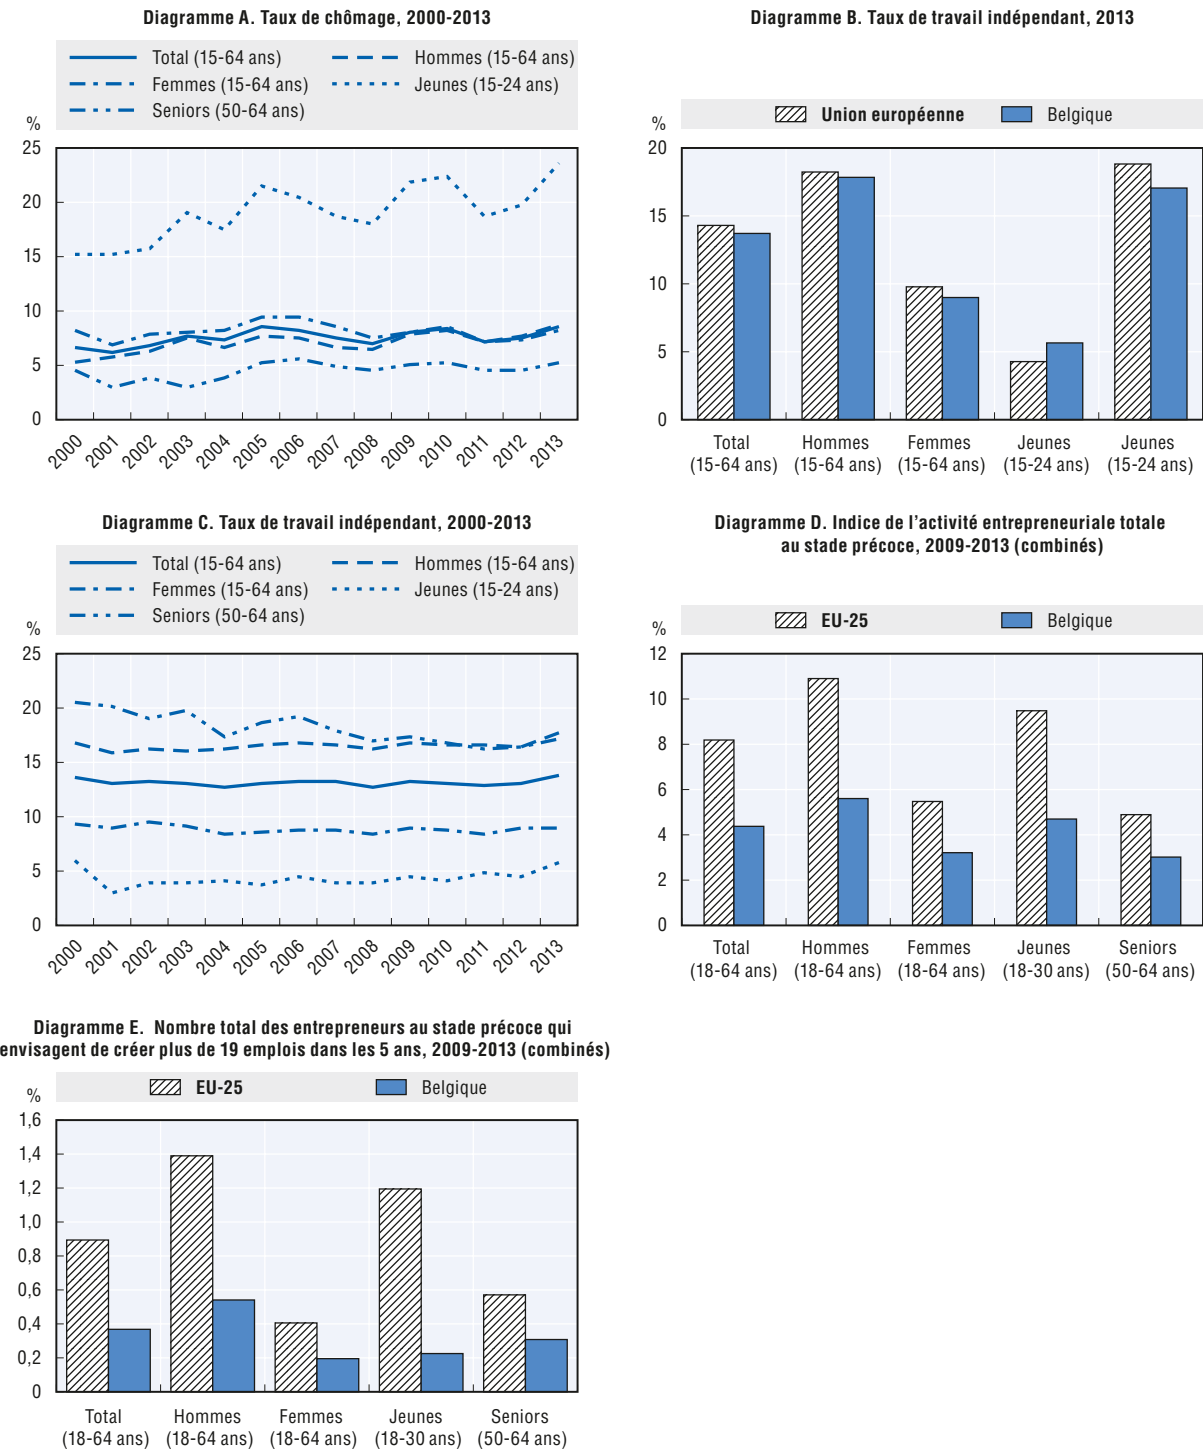 Diagramme A. Taux de chômage, 2000-2013
Total (15-64 ans)
Hommes (15-64 ans)
Femmes (15-64 ans)
Jeunes (15-24 ans)
Seniors (50-64 ans)
%
25
20
15
10
5
0
2000 2001 2002 2003 2004 2005 2006 2007 2008 2009 2010 2011 2012 2013
Diagramme B. Taux de travail indépendant, 2013
Union européenne
Belgique
%
20
15
10
5
0
Total Hommes Femmes Jeunes Jeunes
(15-64 ans) (15-64 ans) (15-64 ans) (15-24 ans) (15-24 ans)
Diagramme C. Taux de travail indépendant, 2000-2013
Total (15-64 ans)
Hommes (15-64 ans)
Femmes (15-64 ans)
Jeunes (15-24 ans)
Seniors (50-64 ans)
%
25
20
15
10
5
0
2000 2001 2002 2003 2004 2005 2006 2007 2008 2009 2010 2011 2012 2013
Diagramme D. Indice de l'activité entrepreneuriale totale
au stade précoce, 2009-2013 (combinés)
EU-25
Belgique
%
12
10
8
6
4
2
0
Total Hommes Femmes Jeunes Seniors
(18-64 ans) (18-64 ans) (18-64 ans) (18-30 ans) (50-64 ans)
Diagramme E. Nombre total des entrepreneurs au stade précoce qui
envisagent de créer plus de 19 emplois dans les 5 ans, 2009-2013 (combinés)
EU-25
Belgique
%
1,6
1,4
1,2
1,0
0,8
0,6
0,4
0,2
0
Total Hommes Femmes Jeunes Seniors
(18-64 ans) (18-64 ans) (18-64 ans) (18-30 ans) (50-64 ans)